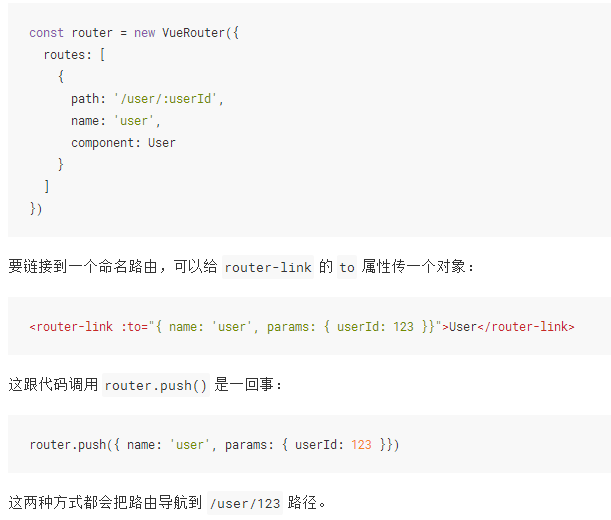 const router = new VueRouter({
  routes: [
    {
      path: '/user/:userId',
      name: 'user',
      component: User
    }
  ]
})
要链接到一个命名路由，可以给 router-link 的 to 属性传一个对象：
<router-link :to="{ name: 'user', params: { userId: 123 }}">User</router-link>
这跟代码调用 router.push() 是一回事：
router.push({ name: 'user', params: { userId: 123 }})
这两种方式都会把路由导航到 /user/123 路径。